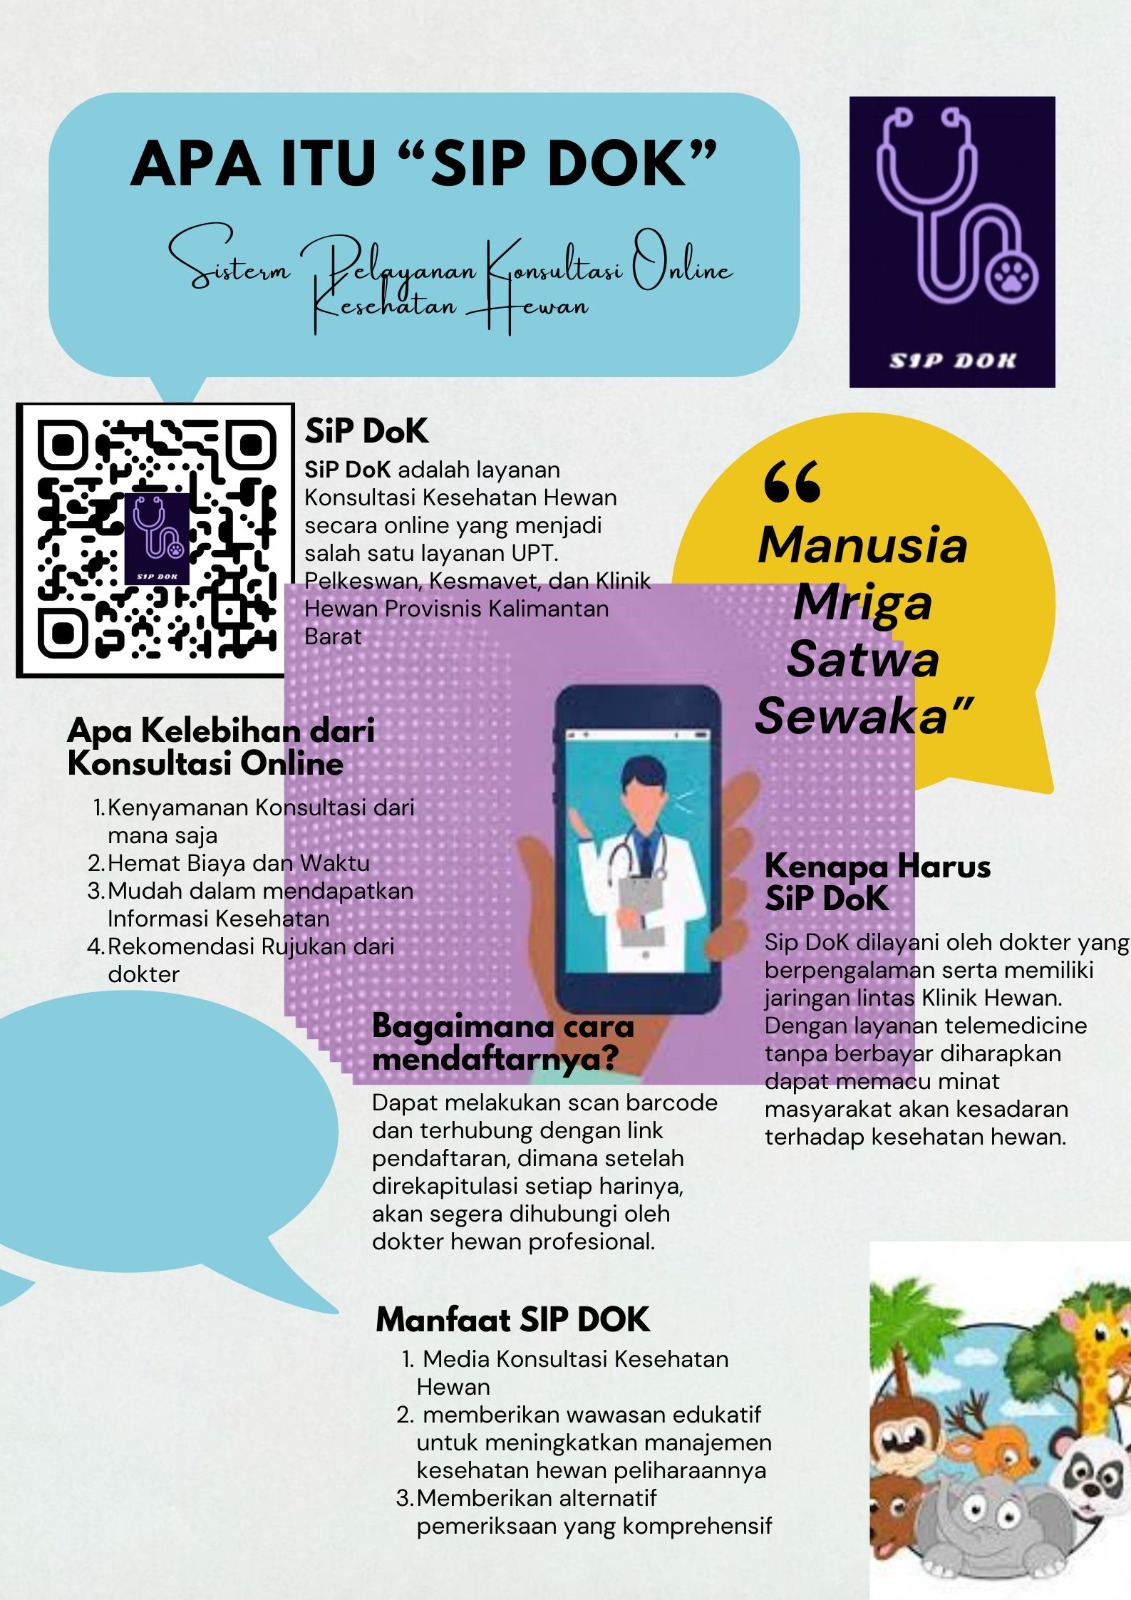 APA ITU “SIP DOK”
Sisterm Pelayanan Konsultasi Online
Kesehatan Hewan
SIP DOK
SIP DOK
SiP DoK
SiP DoK adalah layanan
Konsultasi Kesehatan Hewan
secara online yang menjadi
salah satu layanan UPT.
Pelkeswan, Kesmavet, dan Klinik
Hewan Provisnis Kalimantan
Barat
“
Manusia
Mriga
Satwa
Sewaka”
Apa Kelebihan dari
Konsultasi Online
1. Kenyamanan Konsultasi dari
mana saja
2. Hemat Biaya dan Waktu
3. Mudah dalam mendapatkan
Informasi Kesehatan
4. Rekomendasi Rujukan dari
dokter
Kenapa Harus
SiP DoK
Sip DoK dilayani oleh dokter yang
berpengalaman serta memiliki
jaringan lintas Klinik Hewan.
Dengan layanan telemedicine
tanpa berbayar diharapkan
dapat memacu minat
masyarakat akan kesadaran
terhadap kesehatan hewan.
Bagaimana cara
mendaftarnya?
Dapat melakukan scan barcode
dan terhubung dengan link
pendaftaran, dimana setelah
direkapitulasi setiap harinya,
akan segera dihubungi oleh
dokter hewan profesional.
Manfaat SIP DOK
1. Media Konsultasi Kesehatan
Hewan
2. memberikan wawasan edukatif
untuk meningkatkan manajemen
kesehatan hewan peliharaannya
3. Memberikan alternatif
pemeriksaan yang komprehensif